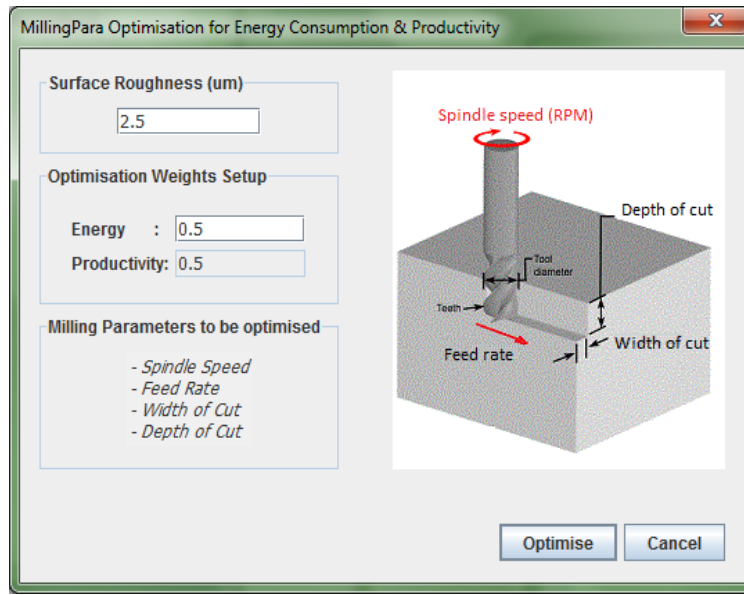 MillingPara Optimisation for Energy Consumption & Productivity
x
Surface Roughness (um)
2.5
Optimisation Weights Setup
Energy : 0.5
Productivity: 0.5
Milling Parameters to be optimised
- Spindle Speed
- Feed Rate
- Width of Cut
- Depth of Cut
Spindle speed (RPM)
Depth of cut
Tool
diameter
Teeth
Feed rate
Width of cut
Optimise
Cancel